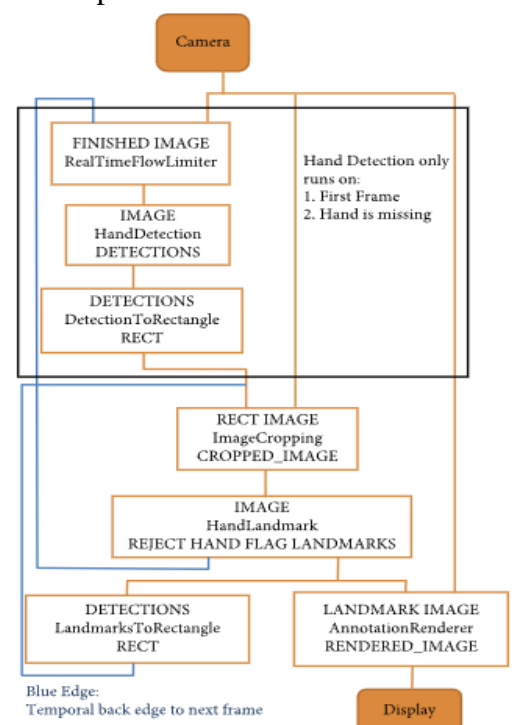 Camera
FINISHED IMAGE
RealTimeFlowLimiter
Hand Detection only
runs on:
1. First Frame
2. Hand is missing
IMAGE
HandDetection
DETECTIONS
DETECTIONS
DetectionToRectangle
RECT
RECT IMAGE
ImageCropping
CROPPED_IMAGE
IMAGE
HandLandmark
REJECT HAND FLAG LANDMARKS
DETECTIONS
LandmarksToRectangle
RECT
LANDMARK IMAGE
AnnotationRenderer
RENDERED_IMAGE
Blue Edge:
Temporal back edge to next frame
Display